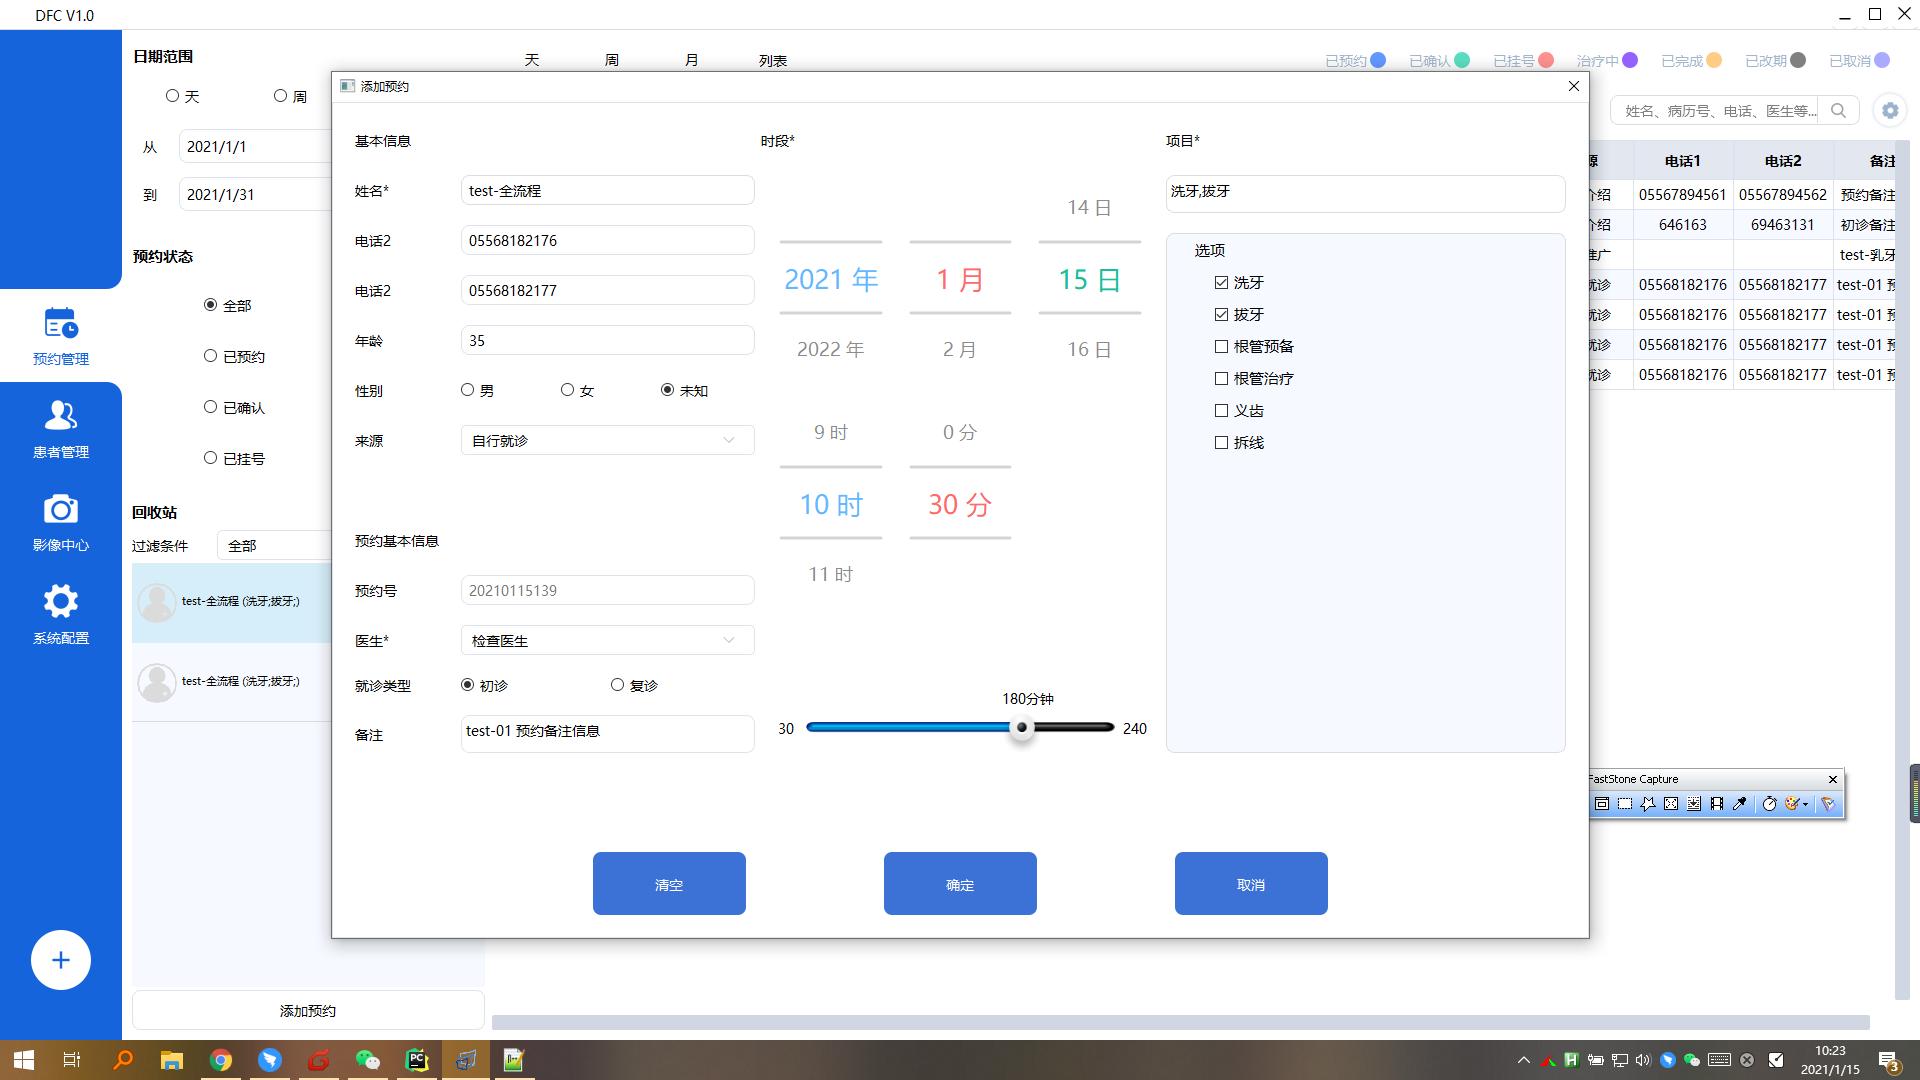 DFC V1.0
日期范围
天
周
从
2021/1/1
到
2021/1/31
预约状态
全部
已预约
已确认
已挂号
回收站
过滤条件
全部
test-全流程 (洗牙;拔牙;)
test-全流程 (洗牙;拔牙;)
添加预约
预约管理
患者管理
影像中心
系统配置
天
周
月
列表
已预约
已确认
已挂号
治疗中
已完成
已改期
已取消
姓名、病历号、电话、医生等...
添加预约
基本信息
姓名*
test-全流程
电话2
05568182176
电话2
05568182177
年龄
35
性别
男
女
未知
来源
自行就诊
预约基本信息
预约号
20210115139
医生*
检查医生
就诊类型
初诊
复诊
备注
test-01 预约备注信息
时段*
14 日
2021 年
1 月
15 日
2022 年
2 月
16 日
9 时
0 分
10 时
30 分
11 时
180分钟
30
240
项目*
洗牙,拔牙
选项
洗牙
拔牙
根管预备
根管治疗
义齿
拆线
清空
确定
取消
源 电话1 电话2 备注
介绍 05567894561 05567894562 预约备注
介绍 646163 69463131 初诊备注
推广 test-乳牙
就诊 05568182176 05568182177 test-01 预
就诊 05568182176 05568182177 test-01 预
就诊 05568182176 05568182177 test-01 预
就诊 05568182176 05568182177 test-01 预
FastStone Capture
10:23
2021/1/15
3